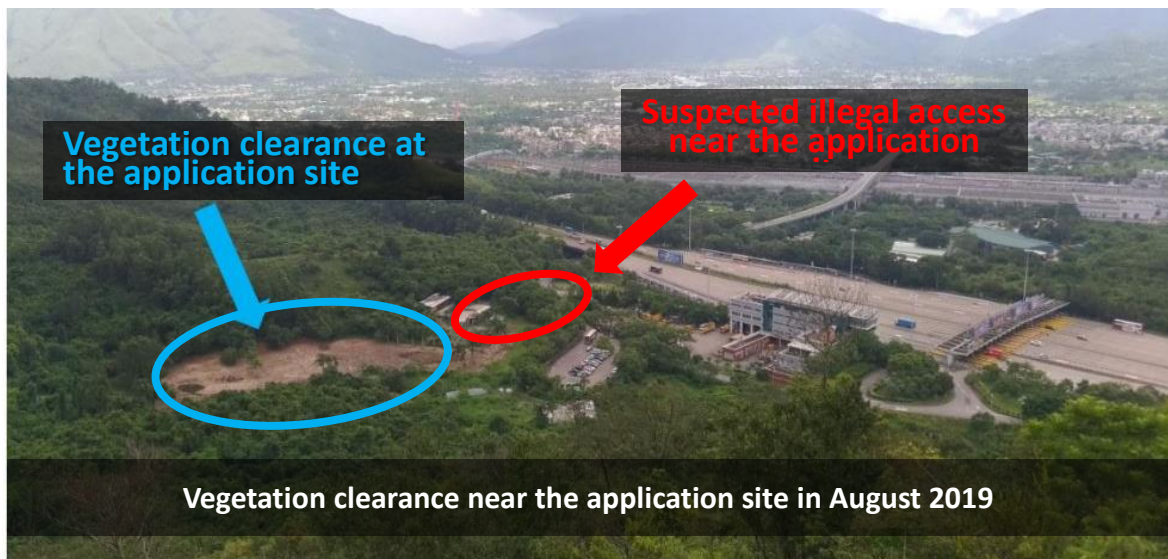 Suspected illegal access
near the application
Vegetation clearance at
the application site
Vegetation clearance near the application site in August 2019